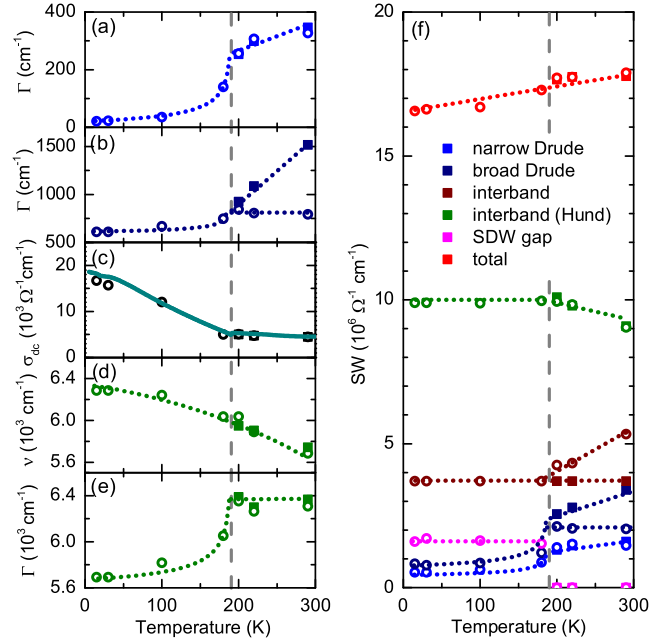 (a)
400
200
0
Γ (cm⁻¹)
(b)
1500
1000
500
Γ (cm⁻¹)
(c)
20
15
10
5
0
σdc (10³ Ω⁻¹cm⁻¹)
(d)
6.4
6.0
5.6
ν (10³ cm⁻¹)
(e)
6.4
6.0
5.6
Γ (10³ cm⁻¹)
0 100 200 300
Temperature (K)
(f)
20
15
10
5
0
SW (10⁶ Ω⁻¹ cm⁻¹)
narrow Drude
broad Drude
interband
interband (Hund)
SDW gap
total
0 100 200 300
Temperature (K)